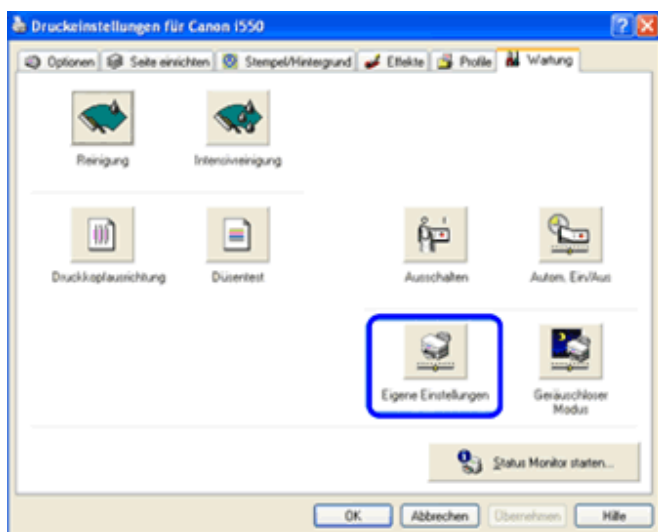 Druckeinstellungen für Canon i550
Optionen Seite einrichten Stempel/Hintergrund Effekte Profile Wartung
Reinigung Intensivreinigung
Druckkopfausrichtung Düsentest Ausschalten Autom. Ein/Aus
Eigene Einstellungen Geräuschloser
Modus
Status Monitor starten...
OK Abbrechen Übernehmen Hilfe